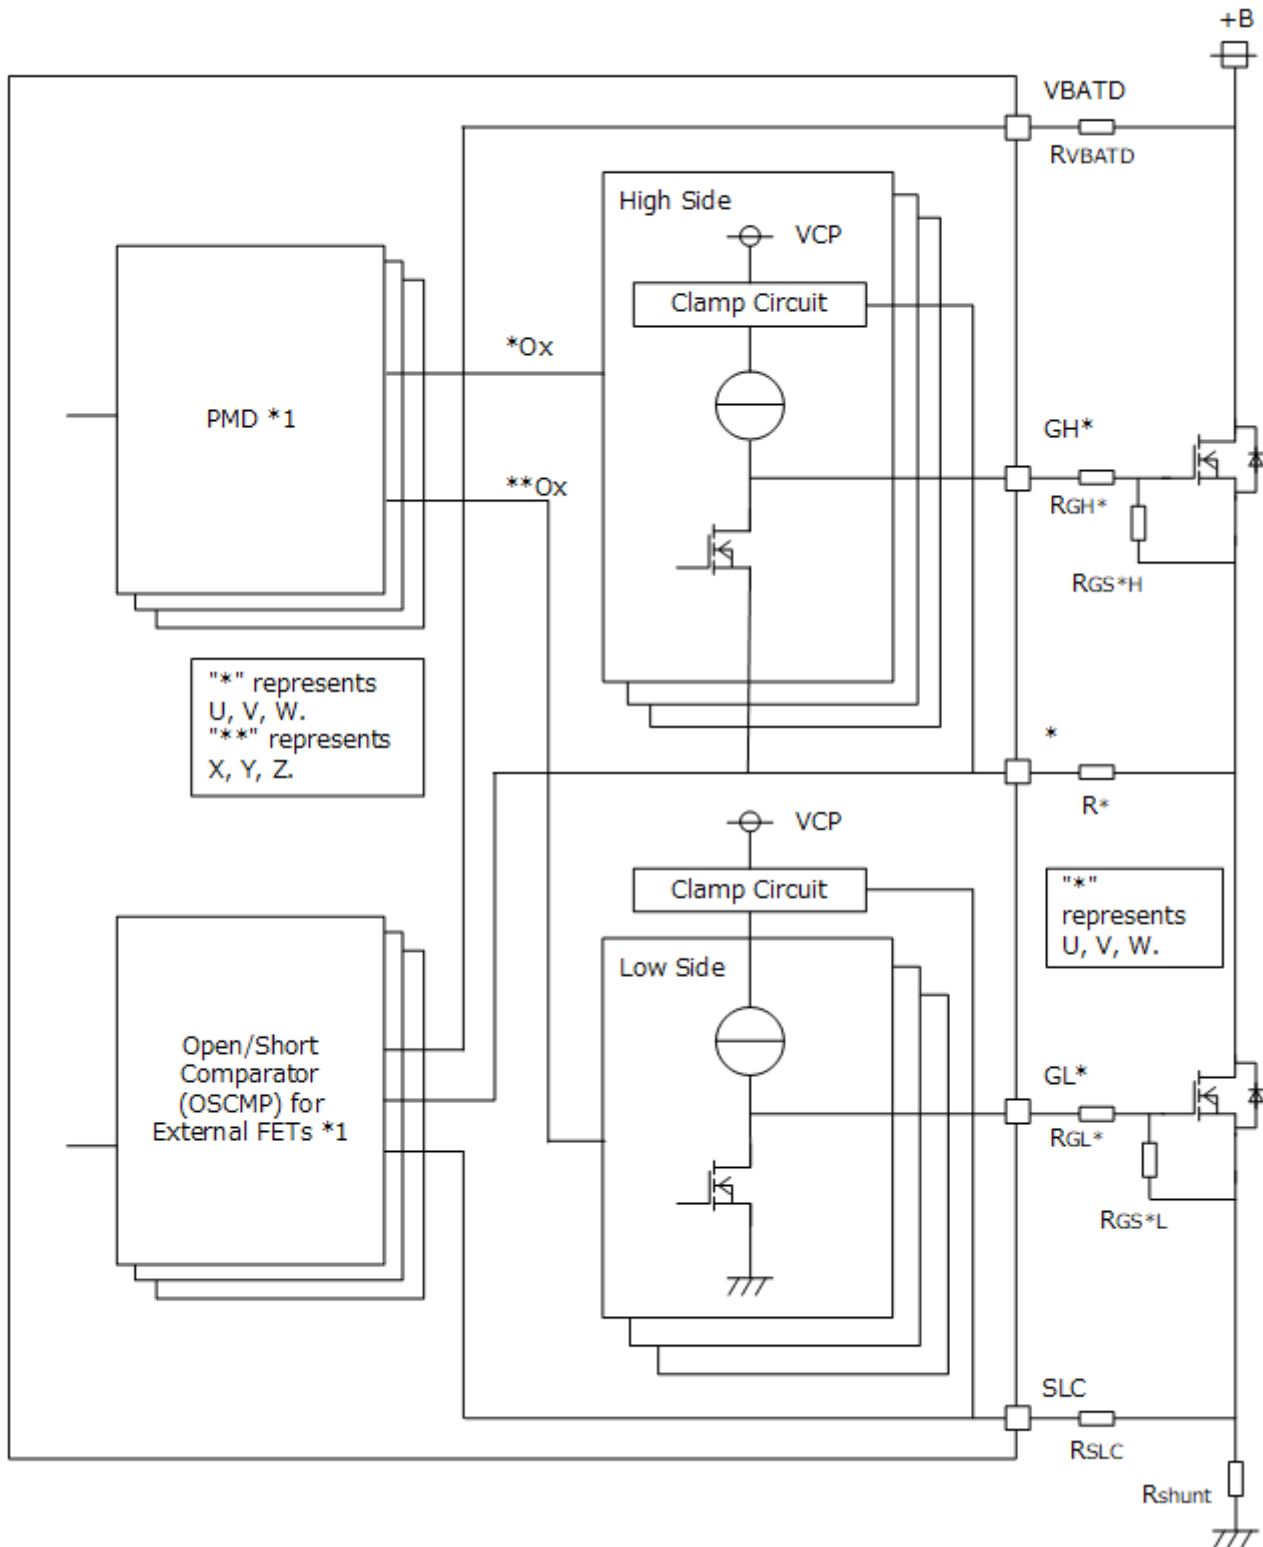 +B
VBATD
RVBATD
High Side
VCP
Clamp Circuit
*Ox
PMD *1
GH*
**Ox
RGH*
RGS*H
"*" represents
U, V, W.
"**" represents
X, Y, Z.
*
R*
VCP
Clamp Circuit
"*"
represents
U, V, W.
Low Side
Open/Short
Comparator
(OSCMP) for
External FETs *1
GL*
RGL*
RGS*L
SLC
RSLC
Rshunt